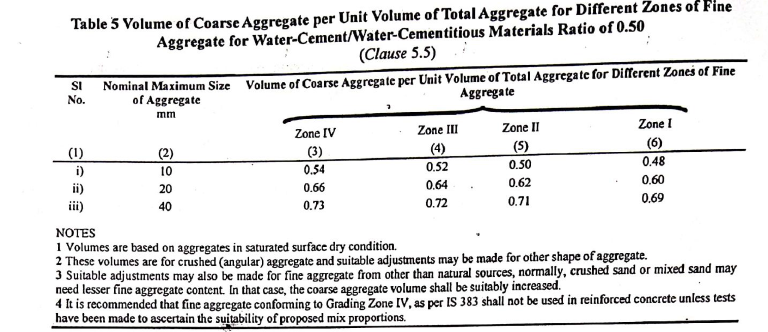 Table 5 Volume of Coarse Aggregate per Unit Volume of Total Aggregate for Different Zones of Fine
Aggregate for Water-Cement/Water-Cementitious Materials Ratio of 0.50
(Clause 5.5)
Sl Nominal Maximum Size Volume of Coarse Aggregate per Unit Volume of Total Aggregate for Different Zones of Fine
No. of Aggregate Aggregate
mm
Zone IV Zone III Zone II Zone I
(1) (2) (3) (4) (5) (6)
i) 10 0.54 0.52 0.50 0.48
ii) 20 0.66 0.64 0.62 0.60
iii) 40 0.73 0.72 0.71 0.69
NOTES
1 Volumes are based on aggregates in saturated surface dry condition.
2 These volumes are for crushed (angular) aggregate and suitable adjustments may be made for other shape of aggregate.
3 Suitable adjustments may also be made for fine aggregate from other than natural sources, normally, crushed sand or mixed sand may
need lesser fine aggregate content. In that case, the coarse aggregate volume shall be suitably increased.
4 It is recommended that fine aggregate conforming to Grading Zone IV, as per IS 383 shall not be used in reinforced concrete unless tests
have been made to ascertain the suitability of proposed mix proportions.